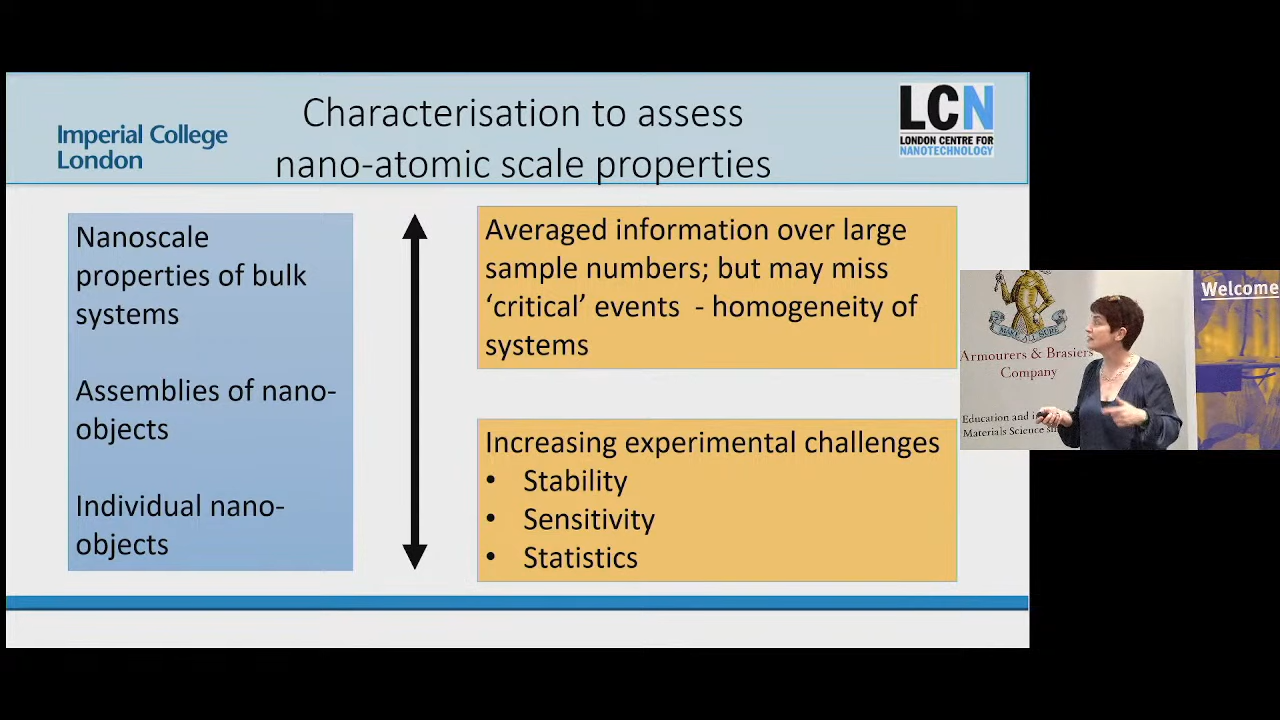 Characterisation to assess
nano-atomic scale properties
Imperial College
London
LCN
LONDON CENTRE FOR
NANOTECHNOLOGY
Nanoscale
properties of bulk
systems
Assemblies of nano-
objects
Individual nano-
objects
Averaged information over large
sample numbers; but may miss
‘critical’ events - homogeneity of
systems
Increasing experimental challenges
• Stability
• Sensitivity
• Statistics
MAKE SURE
Armourers & Brasiers
Company
Education and
Materials Science
Welcome